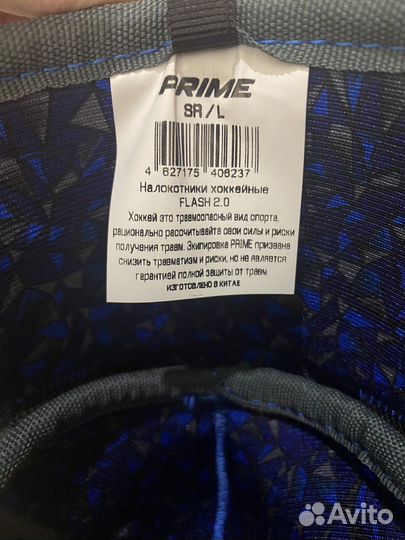 PRIME
SR/L
4 627175 406237
Налокотники хоккейные
FLASH 2.0
Хоккей это травмоопасный вид спорта,
рационально рассчитывайте свои силы и риски
получения травм. Экипировка PRIME призвана
снизить травматизм и риски, но не является
гарантией полной защиты от травм.
ИЗГОТОВЛЕНО В КИТАЕ
Avito